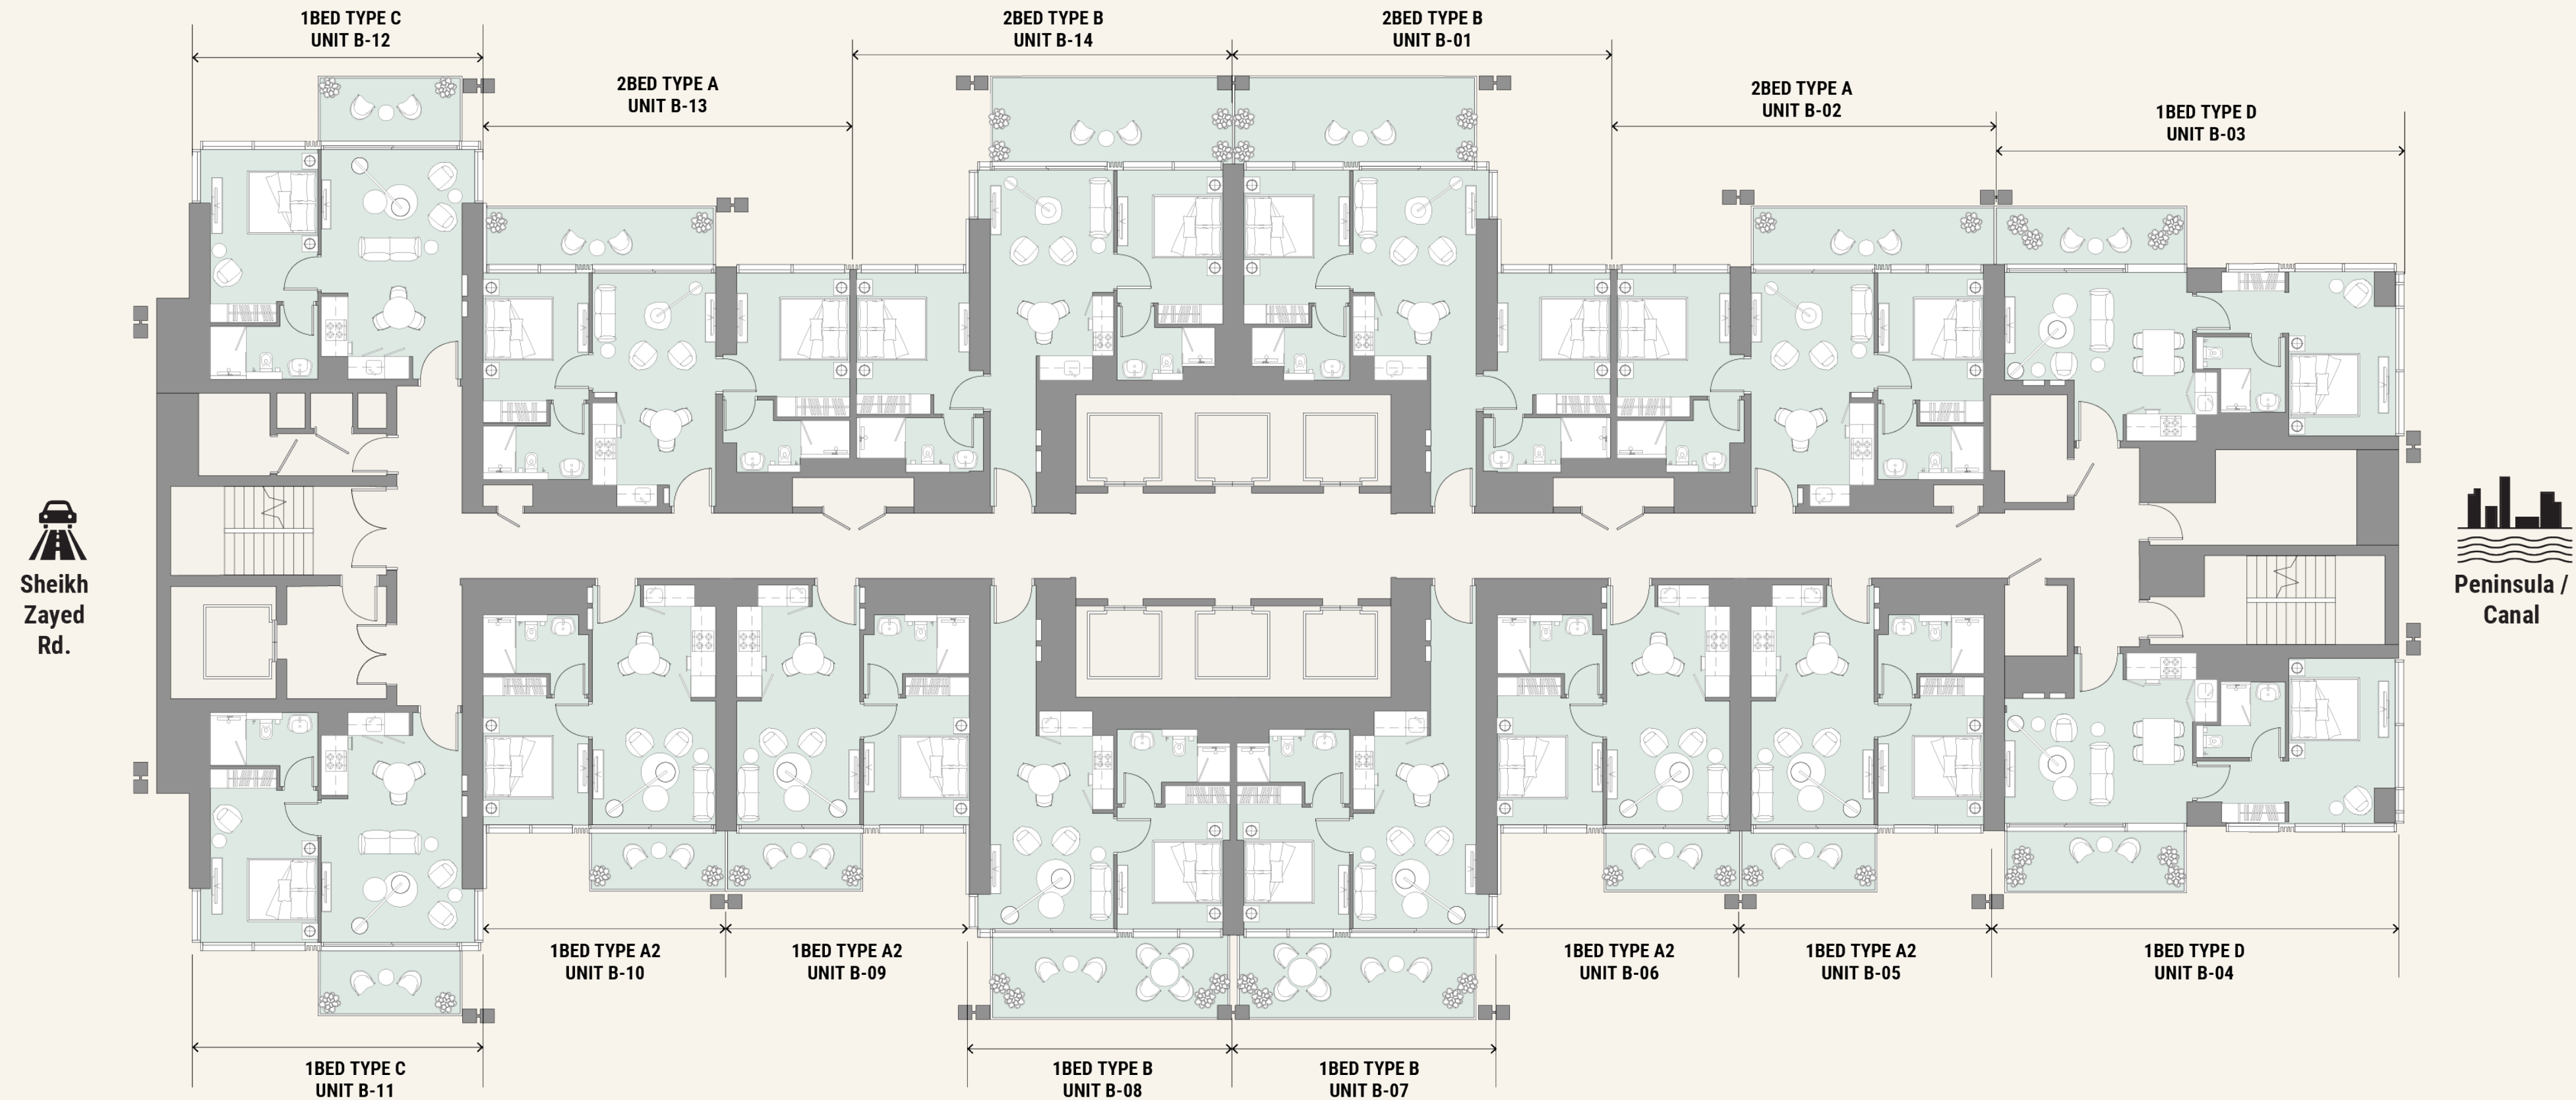 1BED TYPE C
UNIT B-12
2BED TYPE A
UNIT B-13
2BED TYPE B
UNIT B-14
2BED TYPE B
UNIT B-01
2BED TYPE A
UNIT B-02
1BED TYPE D
UNIT B-03
Sheikh
Zayed
Rd.
Peninsula /
Canal
1BED TYPE C
UNIT B-11
1BED TYPE A2
UNIT B-10
1BED TYPE A2
UNIT B-09
1BED TYPE B
UNIT B-08
1BED TYPE B
UNIT B-07
1BED TYPE A2
UNIT B-06
1BED TYPE A2
UNIT B-05
1BED TYPE D
UNIT B-04